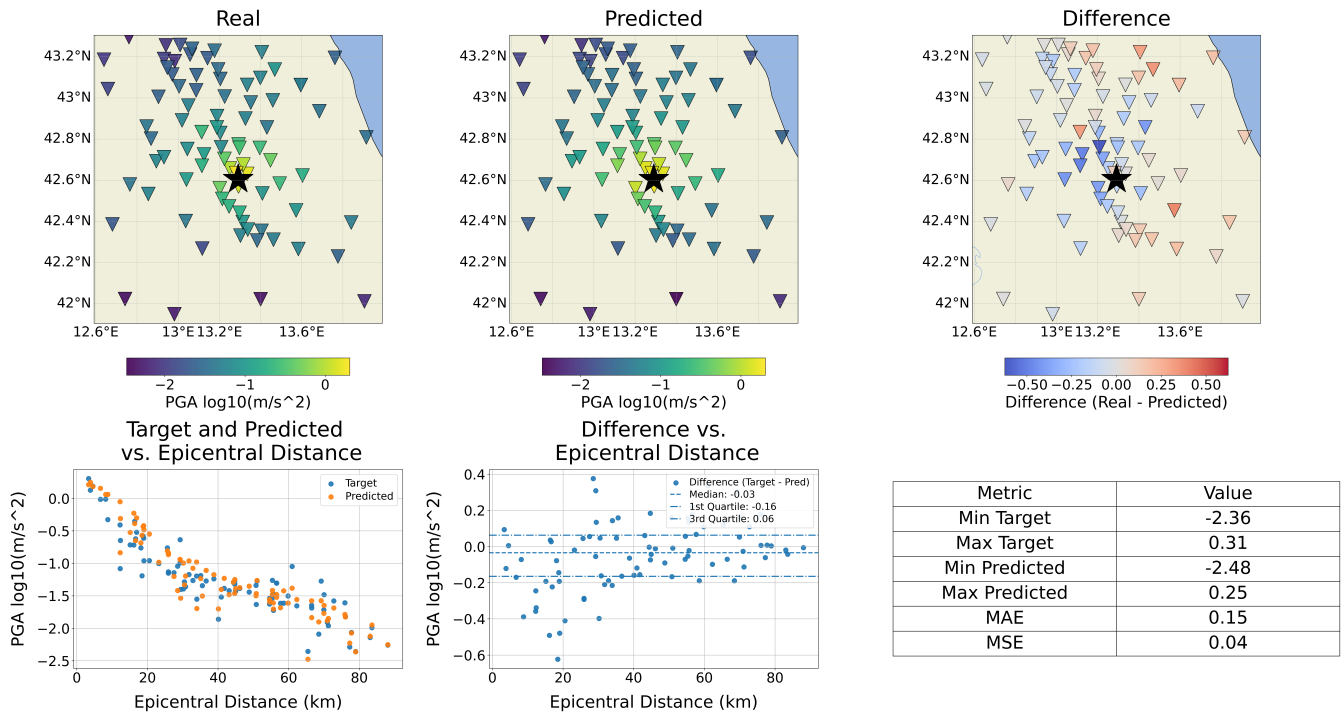 Real
Predicted
Difference
43.2°N
43°N
42.8°N
42.6°N
42.4°N
42.2°N
42°N
12.6°E
13°E
13.2°E
13.6°E
43.2°N
43°N
42.8°N
42.6°N
42.4°N
42.2°N
42°N
12.6°E
13°E
13.2°E
13.6°E
43.2°N
43°N
42.8°N
42.6°N
42.4°N
42.2°N
42°N
12.6°E
13°E
13.2°E
13.6°E
−2
−1
0
PGA log10(m/s^2)
−2
−1
0
PGA log10(m/s^2)
−0.50
−0.25
0.00
0.25
0.50
Difference (Real - Predicted)
Target and Predicted
vs. Epicentral Distance
PGA log10(m/s^2)
0.0
−0.5
−1.0
−1.5
−2.0
−2.5
0
20
40
60
80
Epicentral Distance (km)
Target
Predicted
Difference vs.
Epicentral Distance
PGA log10(m/s^2)
0.4
0.2
0.0
−0.2
−0.4
−0.6
0
20
40
60
80
Epicentral Distance (km)
Difference (Target - Pred)
Median: -0.03
1st Quartile: -0.16
3rd Quartile: 0.06
Metric Value
Min Target -2.36
Max Target 0.31
Min Predicted -2.48
Max Predicted 0.25
MAE 0.15
MSE 0.04